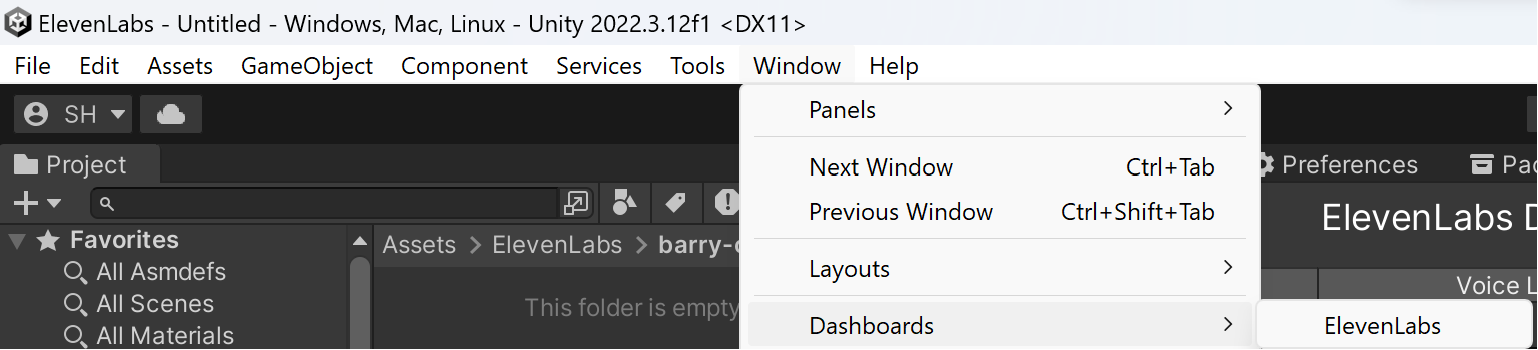 ElevenLabs - Untitled - Windows, Mac, Linux - Unity 2022.3.12f1 <DX11>
File Edit Assets GameObject Component Services Tools Window Help
SH
Panels
Project
Next Window Ctrl+Tab
Preferences
Previous Window Ctrl+Shift+Tab
ElevenLabs D
Favorites
Assets > ElevenLabs > barry-
All Asmdefs
Layouts
Voice L
All Scenes
This folder is empty
Dashboards
ElevenLabs
All Materials